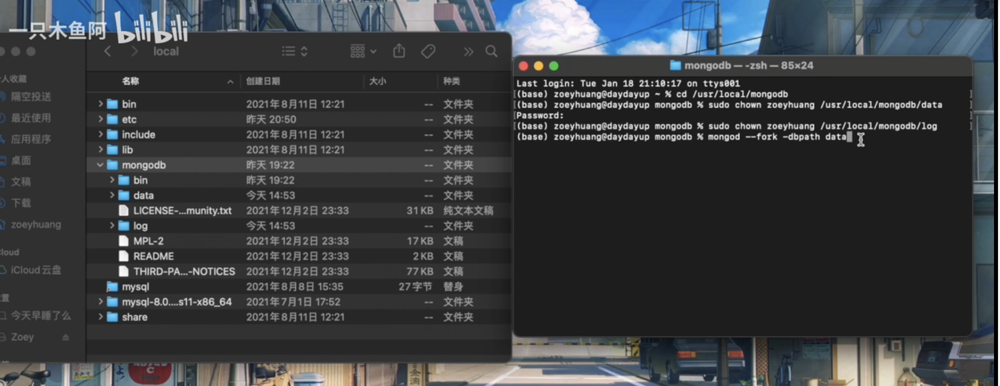 一只木鱼阿 bilibili
local
人收藏
隔空投送
最近使用
应用程序
桌面
文稿
下载
zoeyhuang
iCloud云盘
今天早睡了么
Zoey
名称 创建日期 大小 种类
bin 2021年8月11日 12:21 -- 文件夹
etc 昨天 20:50 -- 文件夹
include 2021年8月11日 12:21 -- 文件夹
lib 2021年8月11日 12:21 -- 文件夹
mongodb 昨天 19:22 -- 文件夹
bin 昨天 19:22 -- 文件夹
data 今天 14:53 -- 文件夹
LICENSE-...munity.txt 2021年12月2日 23:33 31 KB 纯文本文稿
log 今天 14:53 -- 文件夹
MPL-2 2021年12月2日 23:33 17 KB 文稿
README 2021年12月2日 23:33 2 KB 文稿
THIRD-PA...-NOTICES 2021年12月2日 23:33 77 KB 文稿
mysql 2021年8月8日 15:35 27 字节 替身
mysql-8.0....s11-x86_64 2021年7月1日 17:52 -- 文件夹
share 2021年8月11日 12:21 -- 文件夹
mongodb — -zsh — 85×24
Last login: Tue Jan 18 21:10:17 on ttys001
[(base) zoeyhuang@daydayup ~ % cd /usr/local/mongodb ]
[(base) zoeyhuang@daydayup mongodb % sudo chown zoeyhuang /usr/local/mongodb/data ]
[Password: ]
[(base) zoeyhuang@daydayup mongodb % sudo chown zoeyhuang /usr/local/mongodb/log ]
(base) zoeyhuang@daydayup mongodb % mongod --fork -dbpath data